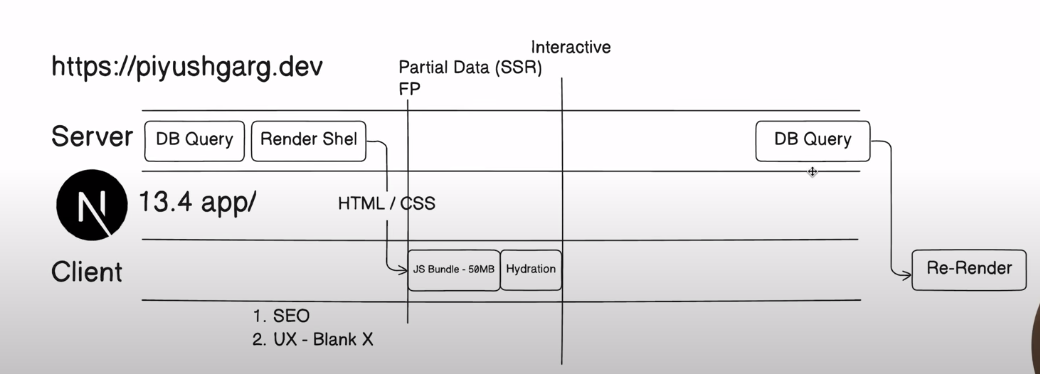 https://piyushgarg.dev
Interactive
Partial Data (SSR)
FP
Server
DB Query
Render Shel
DB Query
N
13.4 app/
HTML / CSS
Client
JS Bundle - 50MB
Hydration
Re-Render
1. SEO
2. UX - Blank X